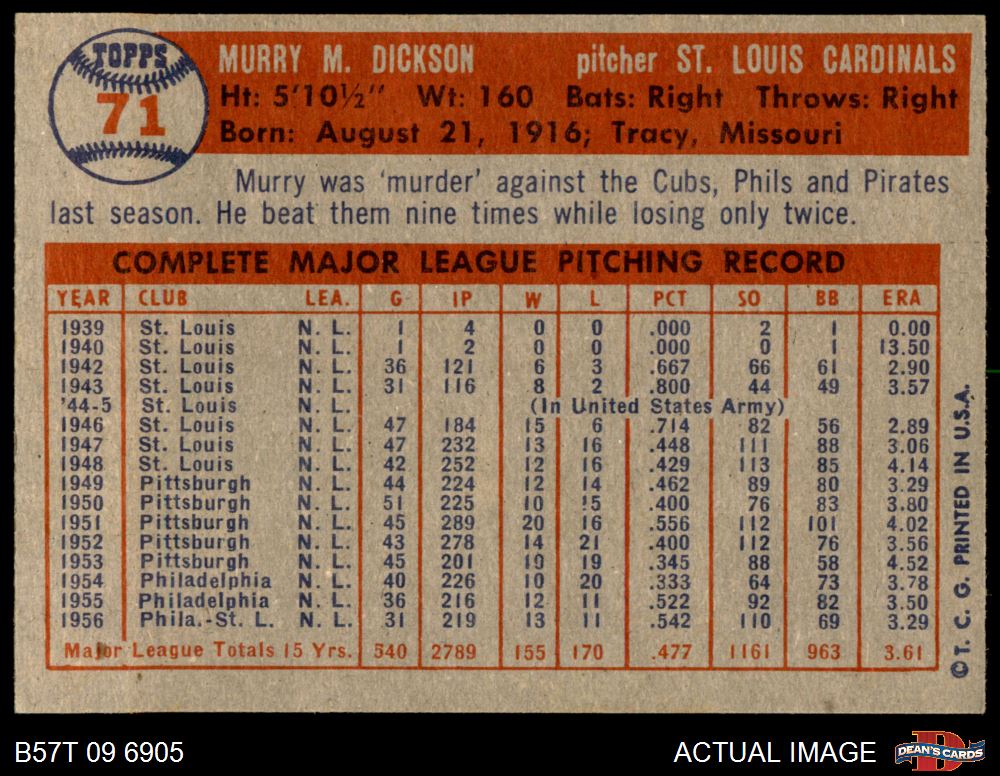 TOPPS
71
MURRY M. DICKSON pitcher ST. LOUIS CARDINALS
Ht: 5'10½" Wt: 160 Bats: Right Throws: Right
Born: August 21, 1916; Tracy, Missouri
Murry was 'murder' against the Cubs, Phils and Pirates
last season. He beat them nine times while losing only twice.
COMPLETE MAJOR LEAGUE PITCHING RECORD
YEAR CLUB LEA. G IP W L PCT SO BB ERA
1939 St. Louis N. L. 1 4 0 0 .000 2 1 0.00
1940 St. Louis N. L. 1 2 0 0 .000 0 1 13.50
1942 St. Louis N. L. 36 121 6 3 .667 66 61 2.90
1943 St. Louis N. L. 31 116 8 2 .800 44 49 3.57
'44-5 St. Louis N. L. (In United States Army)
1946 St. Louis N. L. 47 184 15 6 .714 82 56 2.89
1947 St. Louis N. L. 47 232 13 16 .448 111 88 3.06
1948 St. Louis N. L. 42 252 12 16 .429 113 85 4.14
1949 Pittsburgh N. L. 44 224 12 14 .462 89 80 3.29
1950 Pittsburgh N. L. 51 225 10 15 .400 76 83 3.80
1951 Pittsburgh N. L. 45 289 20 16 .556 112 101 4.02
1952 Pittsburgh N. L. 43 278 14 21 .400 112 76 3.56
1953 Pittsburgh N. L. 45 201 10 19 .345 88 58 4.52
1954 Philadelphia N. L. 40 226 10 20 .333 64 73 3.78
1955 Philadelphia N. L. 36 216 12 11 .522 92 82 3.50
1956 Phila.-St. L. N. L. 31 219 13 11 .542 110 69 3.29
Major League Totals 15 Yrs. 540 2789 155 170 .477 1161 963 3.61
© T. C. G. PRINTED IN U.S.A.
B57T 09 6905 ACTUAL IMAGE DEAN'S CARDS